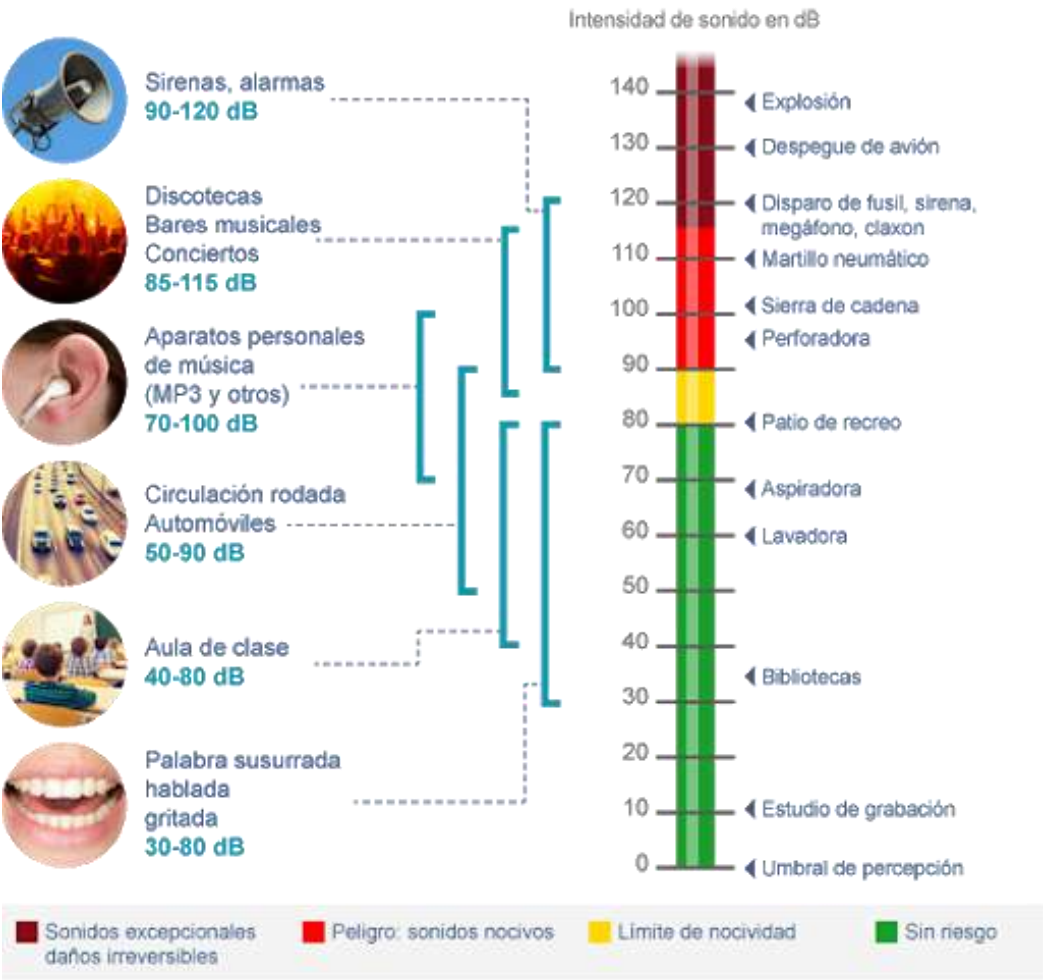 Intensidad de sonido en dB
Sirenas, alarmas
90-120 dB
Discotecas
Bares musicales
Conciertos
85-115 dB
Aparatos personales
de música
(MP3 y otros)
70-100 dB
Circulación rodada
Automóviles
50-90 dB
Aula de clase
40-80 dB
Palabra susurrada
hablada
gritada
30-80 dB
140
130
120
110
100
90
80
70
60
50
40
30
20
10
0
Explosión
Despegue de avión
Disparo de fusil, sirena,
megáfono, claxon
Martillo neumático
Sierra de cadena
Perforadora
Patio de recreo
Aspiradora
Lavadora
Bibliotecas
Estudio de grabación
Umbral de percepción
Sonidos excepcionales
daños irreversibles
Peligro: sonidos nocivos
Límite de nocividad
Sin riesgo